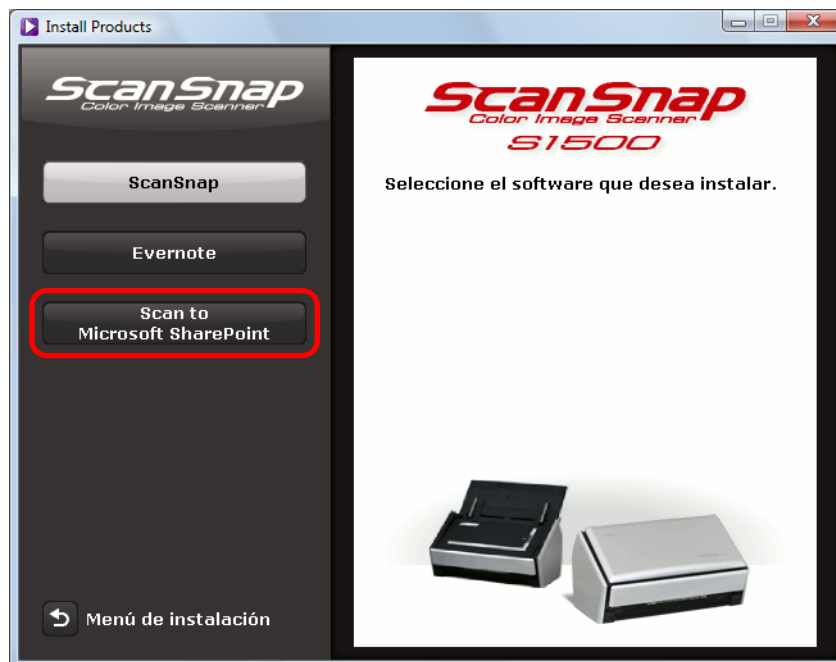 Install Products
ScanSnap
Color Image Scanner
ScanSnap
Evernote
Scan to
Microsoft SharePoint
Menú de instalación
ScanSnap
Color Image Scanner
S1500
Seleccione el software que desea instalar.